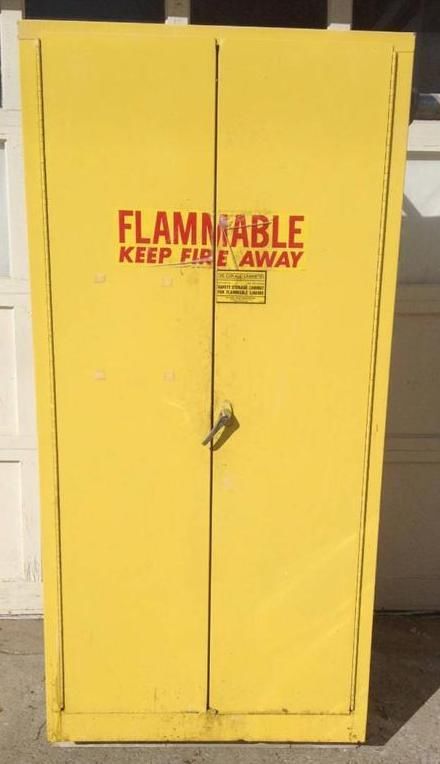 FLAMMABLE
KEEP FIRE AWAY
SAFETY STORAGE CABINET
FOR FLAMMABLE LIQUIDS